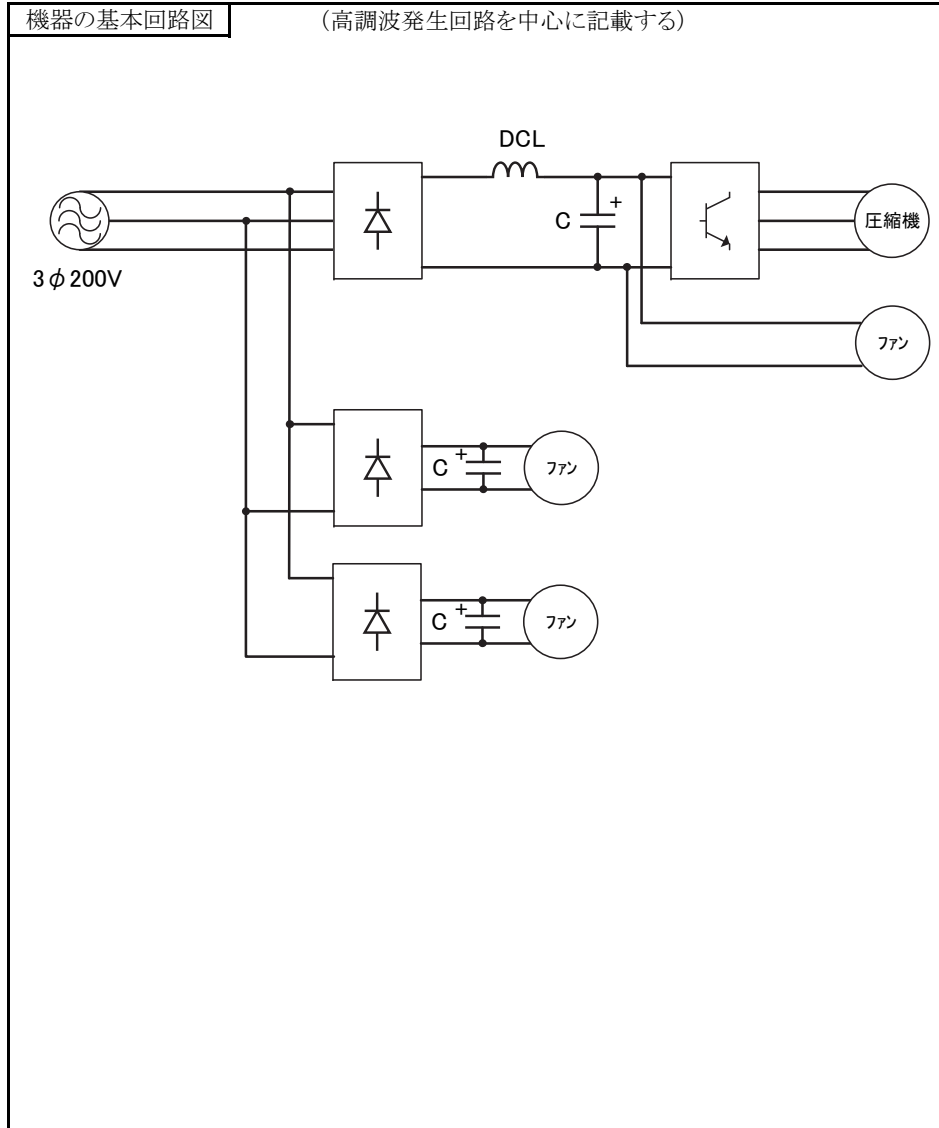 機器の基本回路図 (高調波発生回路を中心に記載する)
DCL
C +
圧縮機
3φ200V
ファン
C +
ファン
C +
ファン